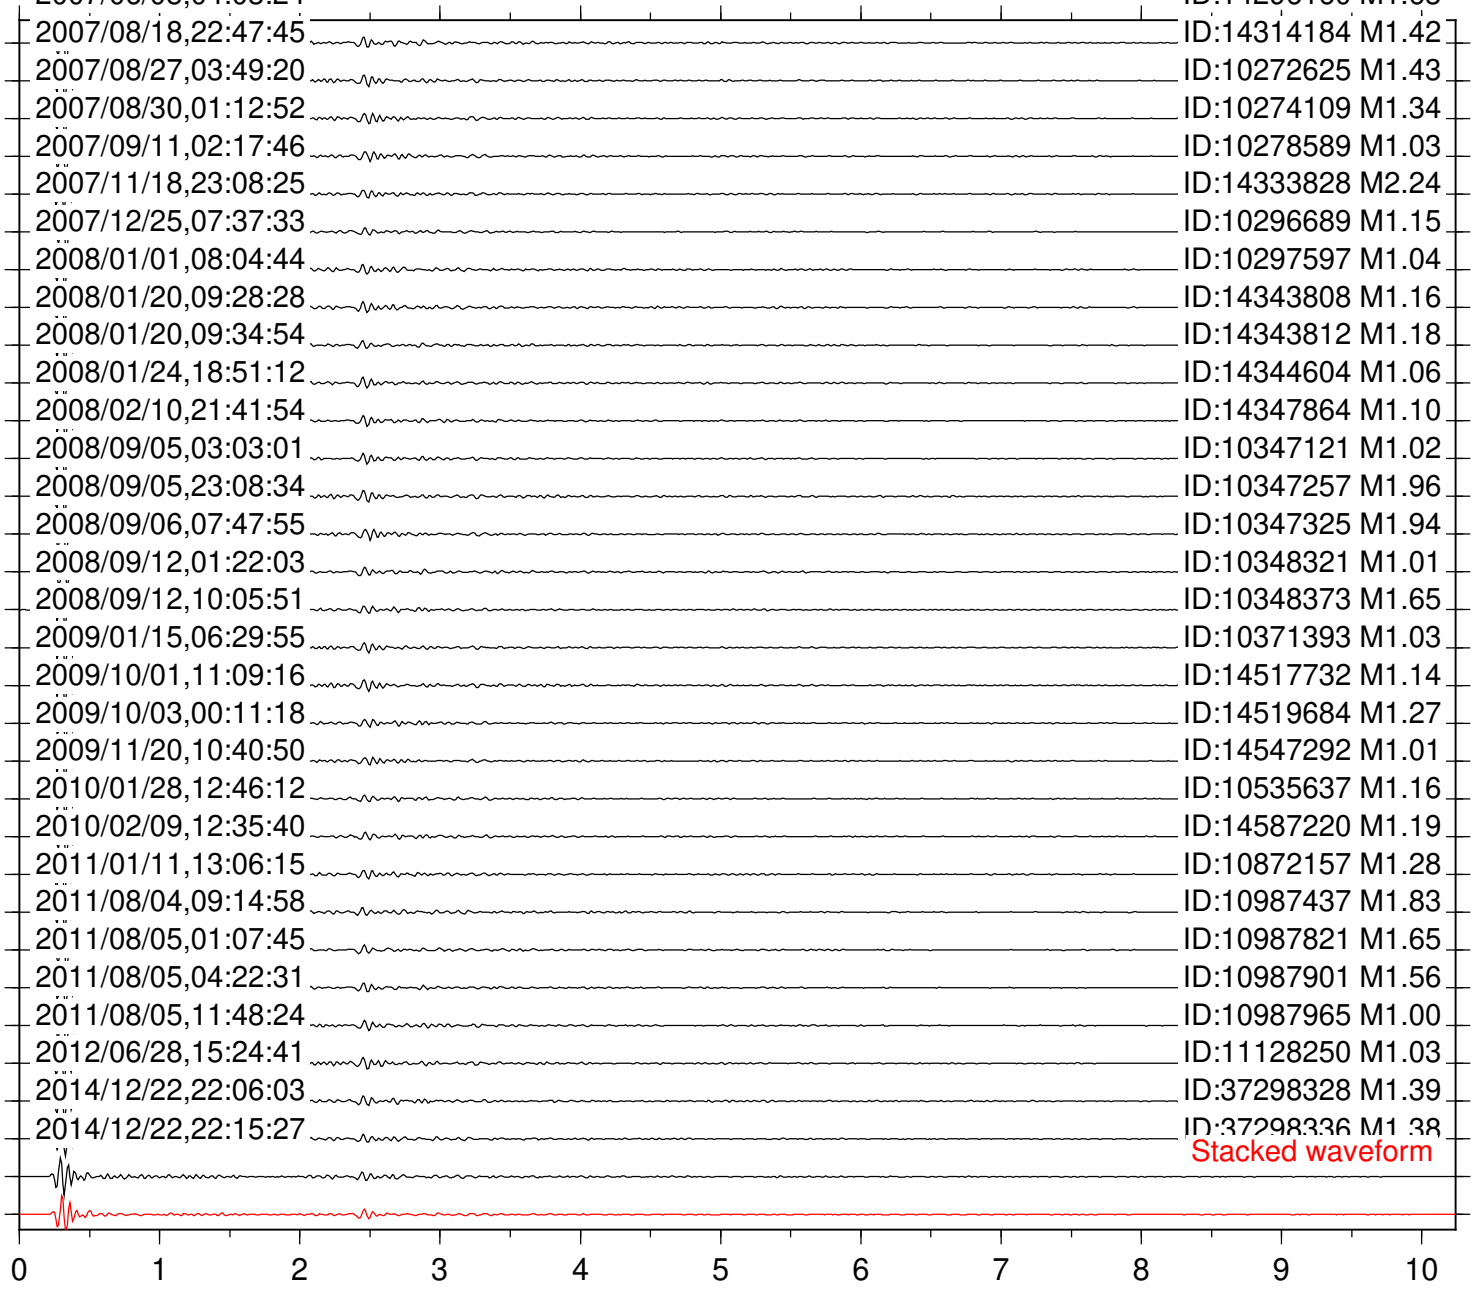 2007/08/18,22:47:45 ID:14314184 M1.42
2007/08/27,03:49:20 ID:10272625 M1.43
2007/08/30,01:12:52 ID:10274109 M1.34
2007/09/11,02:17:46 ID:10278589 M1.03
2007/11/18,23:08:25 ID:14333828 M2.24
2007/12/25,07:37:33 ID:10296689 M1.15
2008/01/01,08:04:44 ID:10297597 M1.04
2008/01/20,09:28:28 ID:14343808 M1.16
2008/01/20,09:34:54 ID:14343812 M1.18
2008/01/24,18:51:12 ID:14344604 M1.06
2008/02/10,21:41:54 ID:14347864 M1.10
2008/09/05,03:03:01 ID:10347121 M1.02
2008/09/05,23:08:34 ID:10347257 M1.96
2008/09/06,07:47:55 ID:10347325 M1.94
2008/09/12,01:22:03 ID:10348321 M1.01
2008/09/12,10:05:51 ID:10348373 M1.65
2009/01/15,06:29:55 ID:10371393 M1.03
2009/10/01,11:09:16 ID:14517732 M1.14
2009/10/03,00:11:18 ID:14519684 M1.27
2009/11/20,10:40:50 ID:14547292 M1.01
2010/01/28,12:46:12 ID:10535637 M1.16
2010/02/09,12:35:40 ID:14587220 M1.19
2011/01/11,13:06:15 ID:10872157 M1.28
2011/08/04,09:14:58 ID:10987437 M1.83
2011/08/05,01:07:45 ID:10987821 M1.65
2011/08/05,04:22:31 ID:10987901 M1.56
2011/08/05,11:48:24 ID:10987965 M1.00
2012/06/28,15:24:41 ID:11128250 M1.03
2014/12/22,22:06:03 ID:37298328 M1.39
2014/12/22,22:15:27 ID:37298336 M1.38
Stacked waveform
0 1 2 3 4 5 6 7 8 9 10